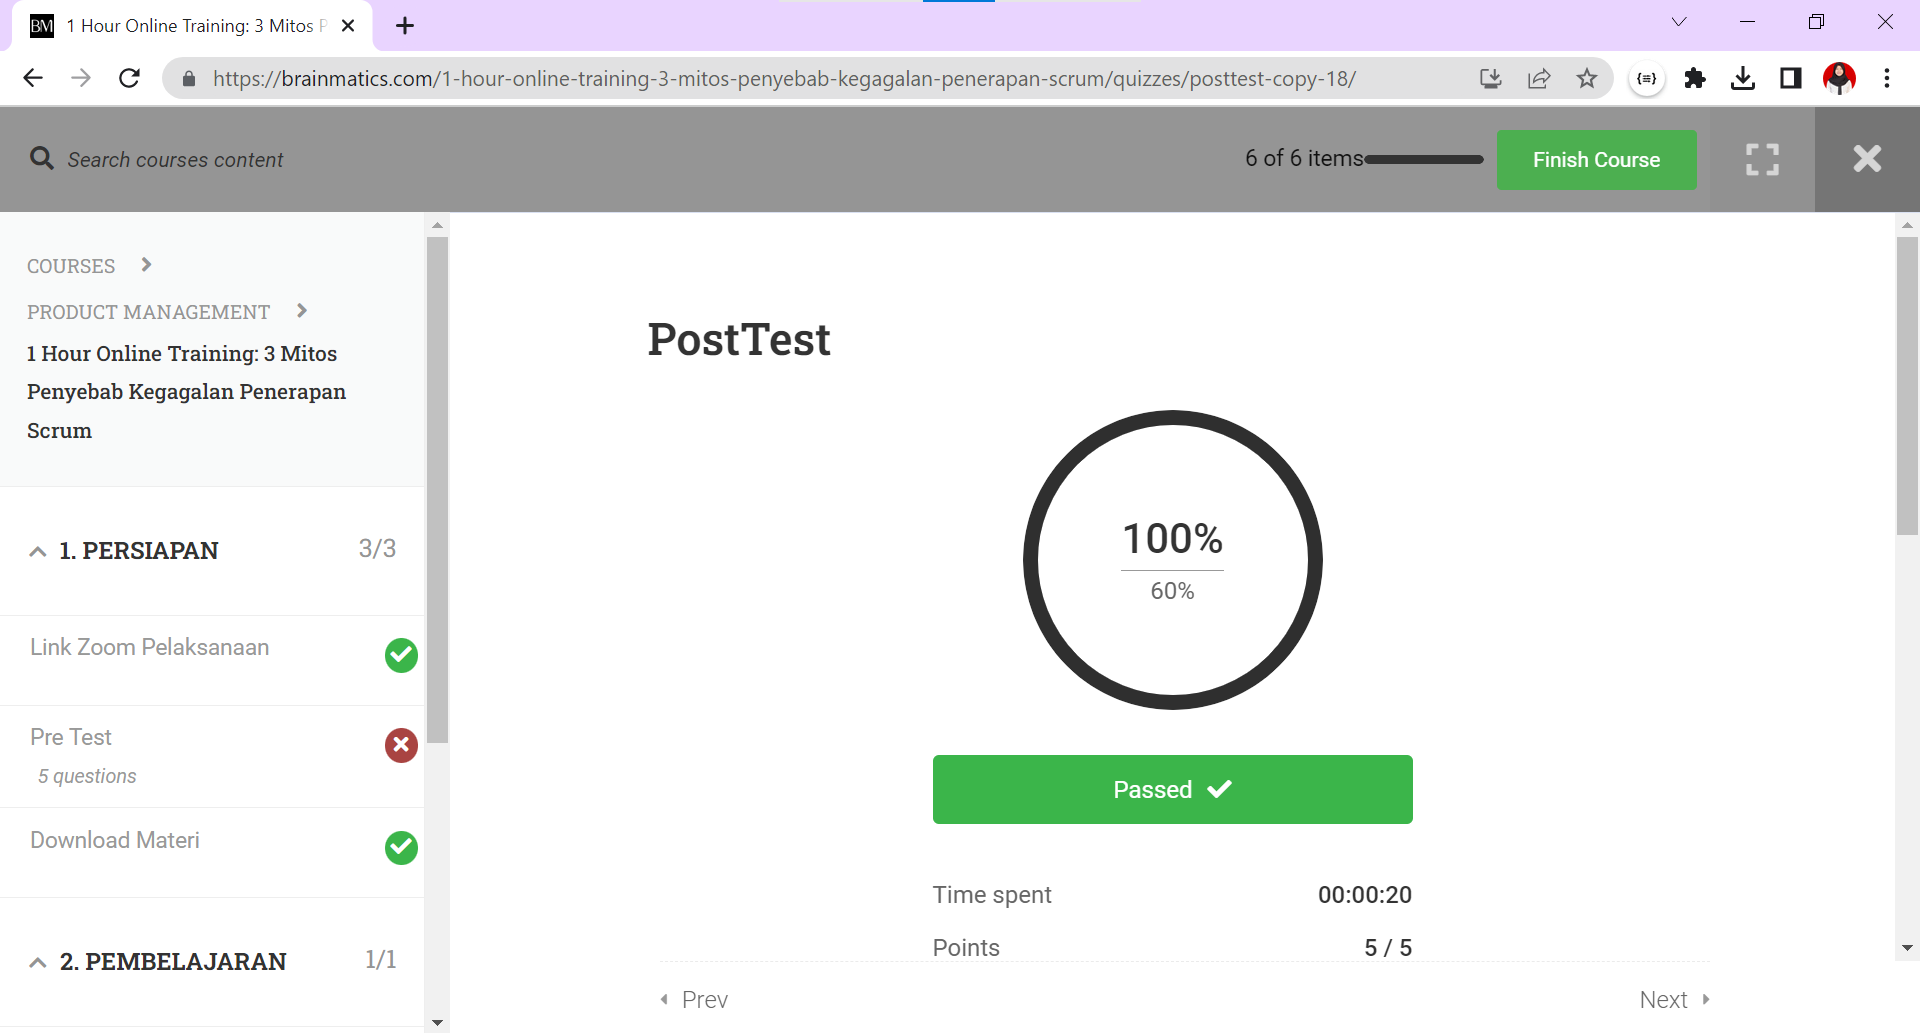 BM 1 Hour Online Training: 3 Mitos P
https://brainmatics.com/1-hour-online-training-3-mitos-penyebab-kegagalan-penerapan-scrum/quizzes/posttest-copy-18/
Search courses content
6 of 6 items
Finish Course
COURSES
PRODUCT MANAGEMENT
1 Hour Online Training: 3 Mitos
Penyebab Kegagalan Penerapan
Scrum
1. PERSIAPAN 3/3
Link Zoom Pelaksanaan
Pre Test
5 questions
Download Materi
2. PEMBELAJARAN 1/1
PostTest
100%
60%
Passed
Time spent 00:00:20
Points 5 / 5
Prev
Next